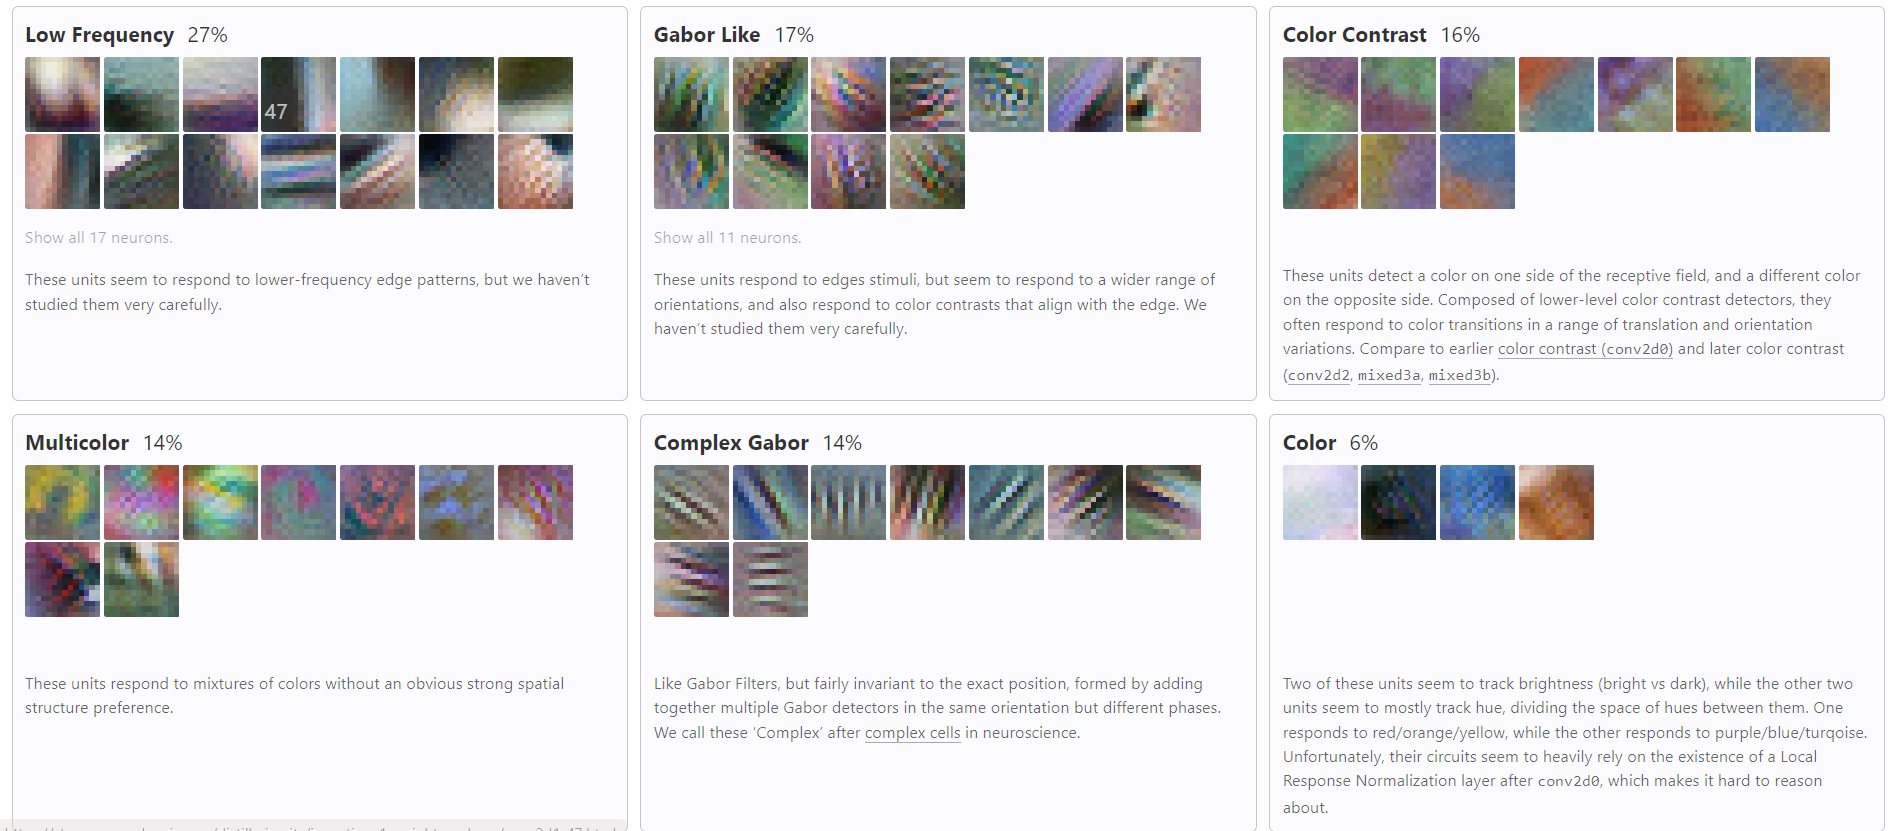 Low Frequency 27%
47
Show all 17 neurons.
These units seem to respond to lower-frequency edge patterns, but we haven't
studied them very carefully.
Gabor Like 17%
Show all 11 neurons.
These units respond to edges stimuli, but seem to respond to a wider range of
orientations, and also respond to color contrasts that align with the edge. We
haven't studied them very carefully.
Color Contrast 16%
These units detect a color on one side of the receptive field, and a different color
on the opposite side. Composed of lower-level color contrast detectors, they
often respond to color transitions in a range of translation and orientation
variations. Compare to earlier color contrast (conv2d0) and later color contrast
(conv2d2, mixed3a, mixed3b).
Multicolor 14%
These units respond to mixtures of colors without an obvious strong spatial
structure preference.
Complex Gabor 14%
Like Gabor Filters, but fairly invariant to the exact position, formed by adding
together multiple Gabor detectors in the same orientation but different phases.
We call these ‘Complex’ after complex cells in neuroscience.
Color 6%
Two of these units seem to track brightness (bright vs dark), while the other two
units seem to mostly track hue, dividing the space of hues between them. One
responds to red/orange/yellow, while the other responds to purple/blue/turqoise.
Unfortunately, their circuits seem to heavily rely on the existence of a Local
Response Normalization layer after conv2d0, which makes it hard to reason
about.